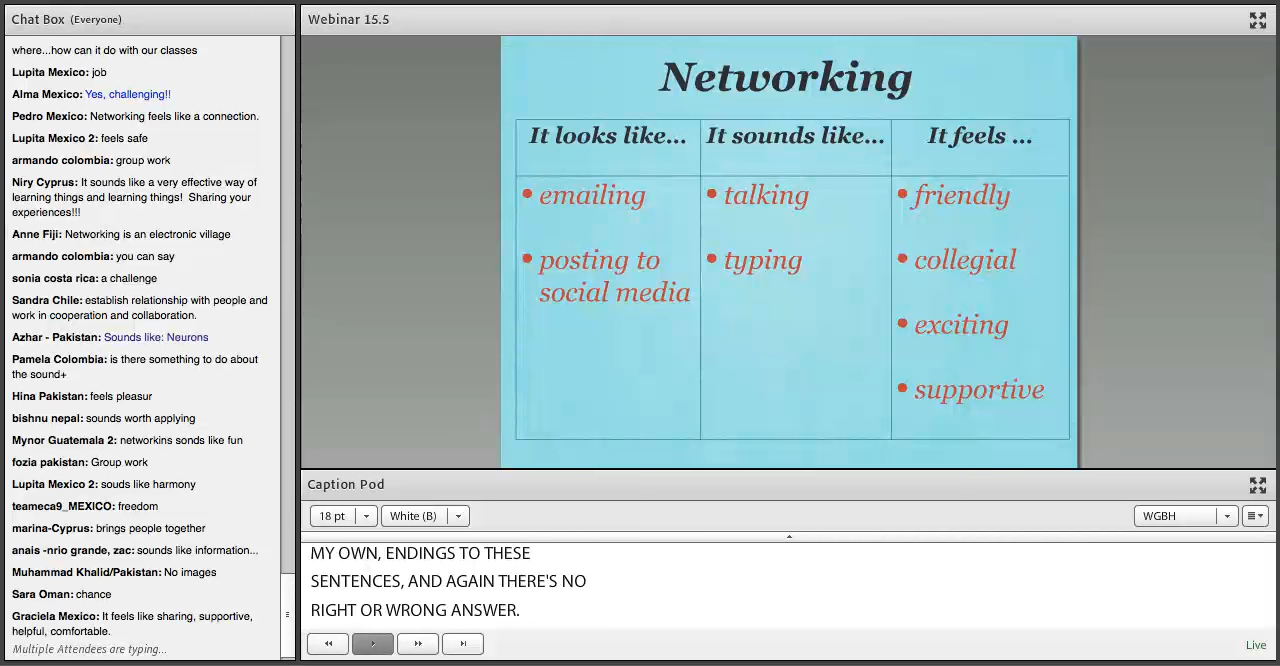 Chat Box (Everyone)
where...how can it do with our classes
Lupita Mexico: job
Alma Mexico: Yes, challenging!!
Pedro Mexico: Networking feels like a connection.
Lupita Mexico 2: feels safe
armando colombia: group work
Niry Cyprus: It sounds like a very effective way of
learning things and learning things!  Sharing your
experiences!!!
Anne Fiji: Networking is an electronic village
armando colombia: you can say
sonia costa rica: a challenge
Sandra Chile: establish relationship with people and
work in cooperation and collaboration.
Azhar - Pakistan: Sounds like: Neurons
Pamela Colombia: is there something to do about
the sound+
Hina Pakistan: feels pleasur
bishnu nepal: sounds worth applying
Mynor Guatemala 2: networkins sonds like fun
fozia pakistan: Group work
Lupita Mexico 2: souds like harmony
teameca9_MEXICO: freedom
marina-Cyprus: brings people together
anais -nrio grande, zac: sounds like information...
Muhammad Khalid/Pakistan: No images
Sara Oman: chance
Graciela Mexico: It feels like sharing, supportive,
helpful, comfortable.
Multiple Attendees are typing...
Webinar 15.5
Networking
It looks like...
• emailing
• posting to
social media
It sounds like...
• talking
• typing
It feels ...
• friendly
• collegial
• exciting
• supportive
Caption Pod
18 pt
White (B)
WGBH
MY OWN, ENDINGS TO THESE
SENTENCES, AND AGAIN THERE'S NO
RIGHT OR WRONG ANSWER.
Live